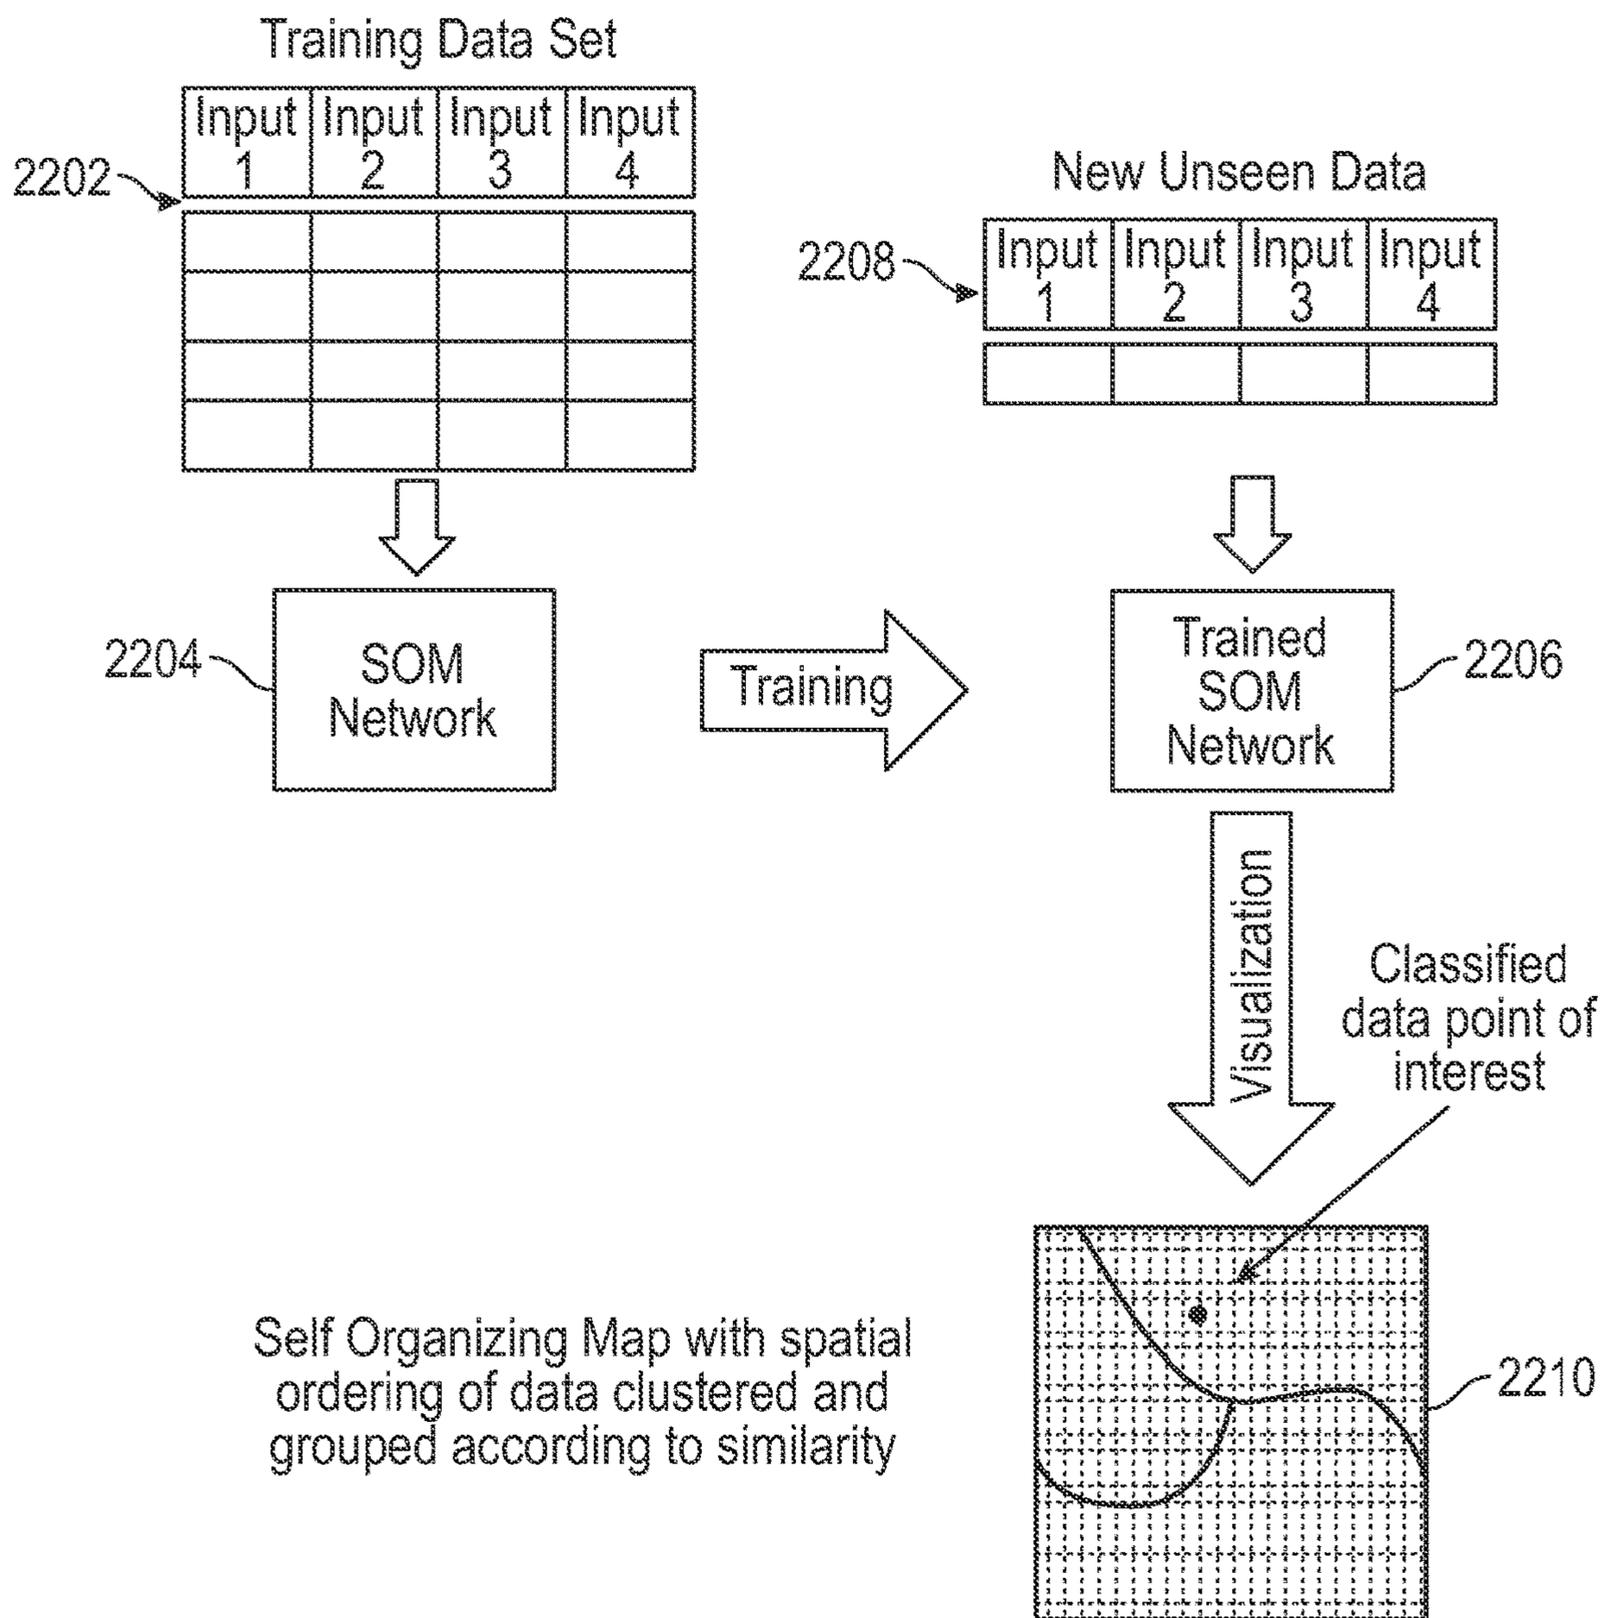 Training Data Set
Input Input Input Input
1 2 3 4
2202
New Unseen Data
Input Input Input Input
1 2 3 4
2208
SOM
Network
2204
Training
Trained
SOM
Network
2206
Visualization
Classified
data point of
interest
Self Organizing Map with spatial
ordering of data clustered and
grouped according to similarity
2210